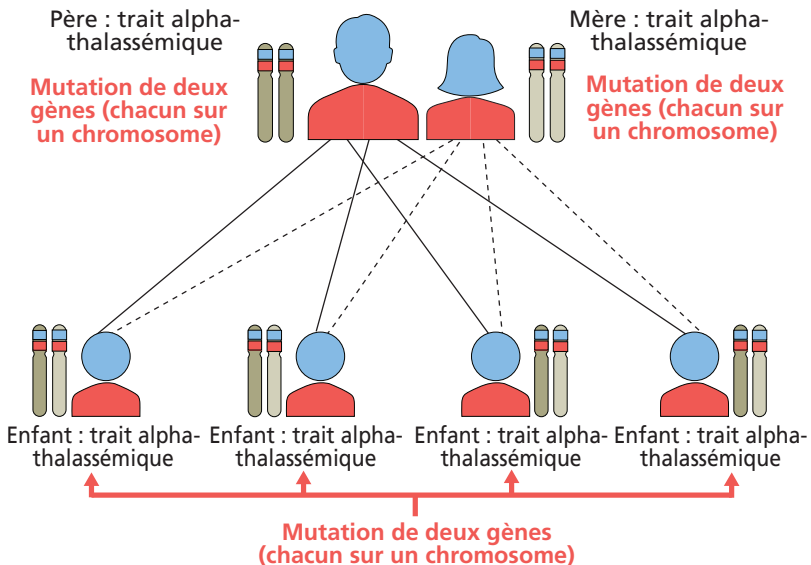 Père : trait alpha-
thalassémique
Mutation de deux
gènes (chacun sur
un chromosome)
Mère : trait alpha-
thalassémique
Mutation de deux
gènes (chacun sur
un chromosome)
Enfant : trait alpha-
thalassémique
Enfant : trait alpha-
thalassémique
Enfant : trait alpha-
thalassémique
Enfant : trait alpha-
thalassémique
Mutation de deux gènes
(chacun sur un chromosome)